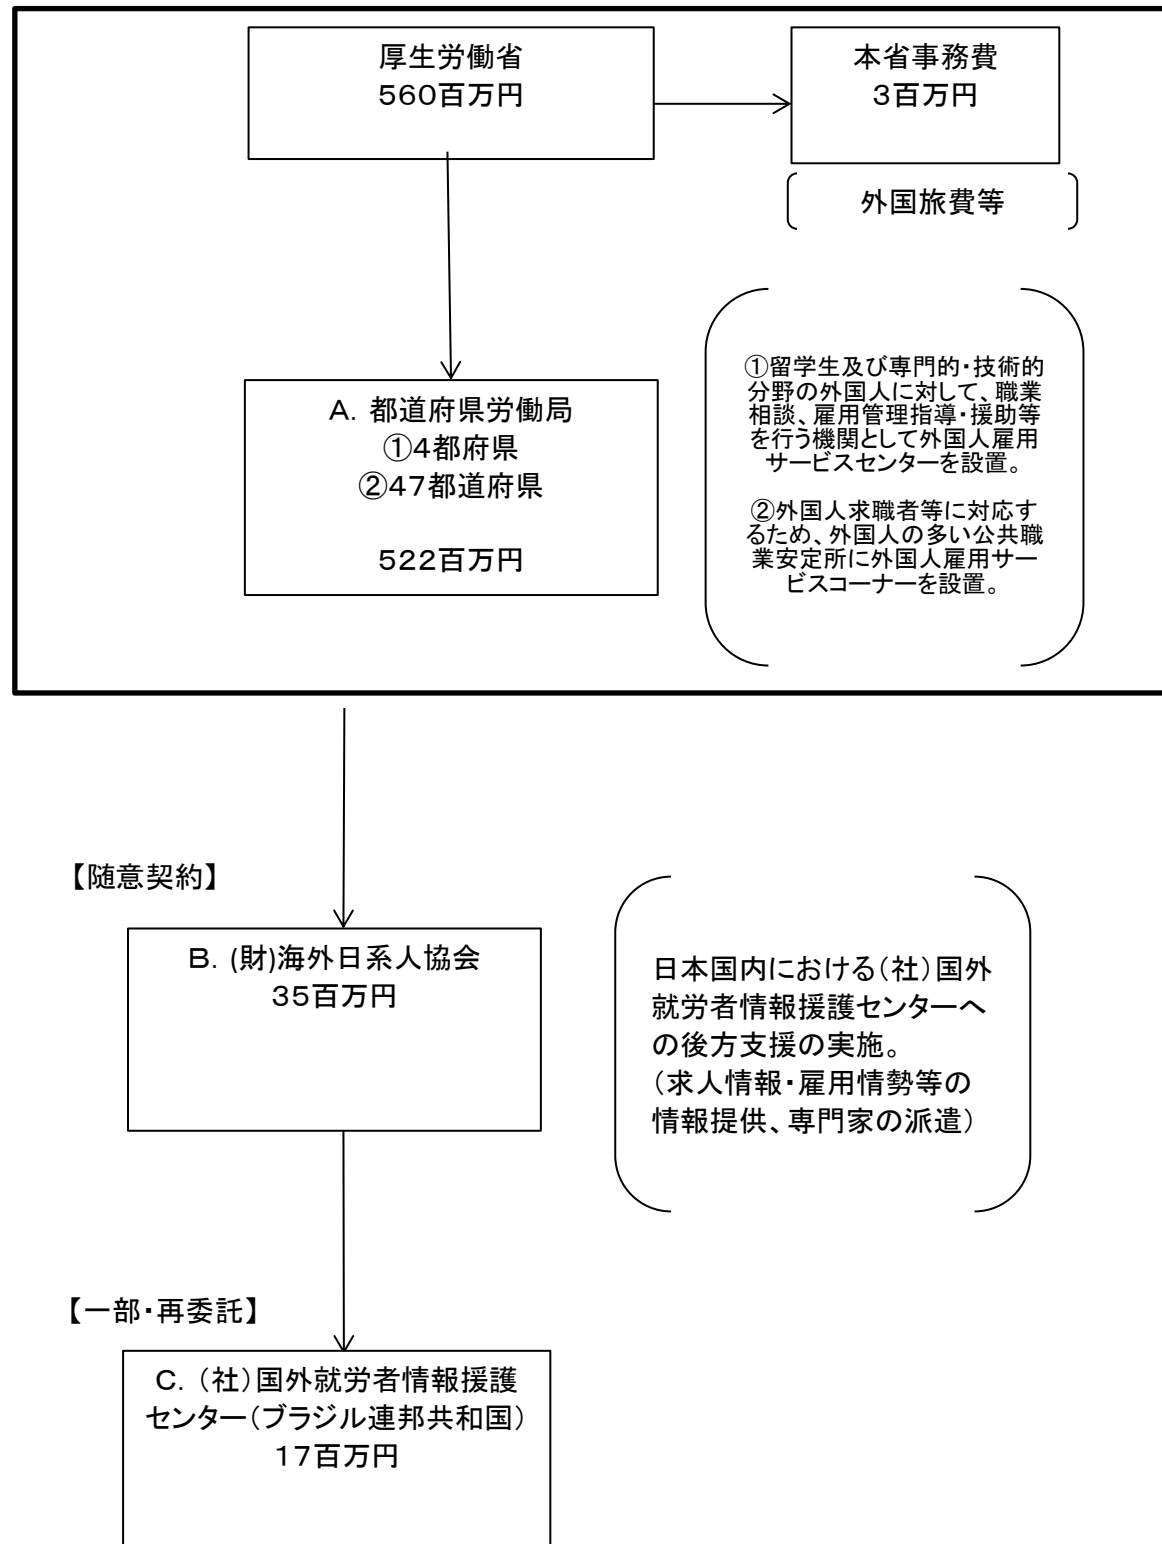 厚生労働省
560百万円
本省事務費
3百万円
外国旅費等
A. 都道府県労働局
①4都府県
②47都道府県
522百万円
①留学生及び専門的・技術的
分野の外国人に対して、職業
相談、雇用管理指導・援助等
を行う機関として外国人雇用
サービスセンターを設置。
②外国人求職者等に対応す
るため、外国人の多い公共職
業安定所に外国人雇用サー
ビスコーナーを設置。
【随意契約】
B. (財)海外日系人協会
35百万円
日本国内における(社)国外
就労者情報援護センターへ
の後方支援の実施。
(求人情報・雇用情勢等の
情報提供、専門家の派遣)
【一部・再委託】
C. (社)国外就労者情報援護
センター(ブラジル連邦共和国)
17百万円